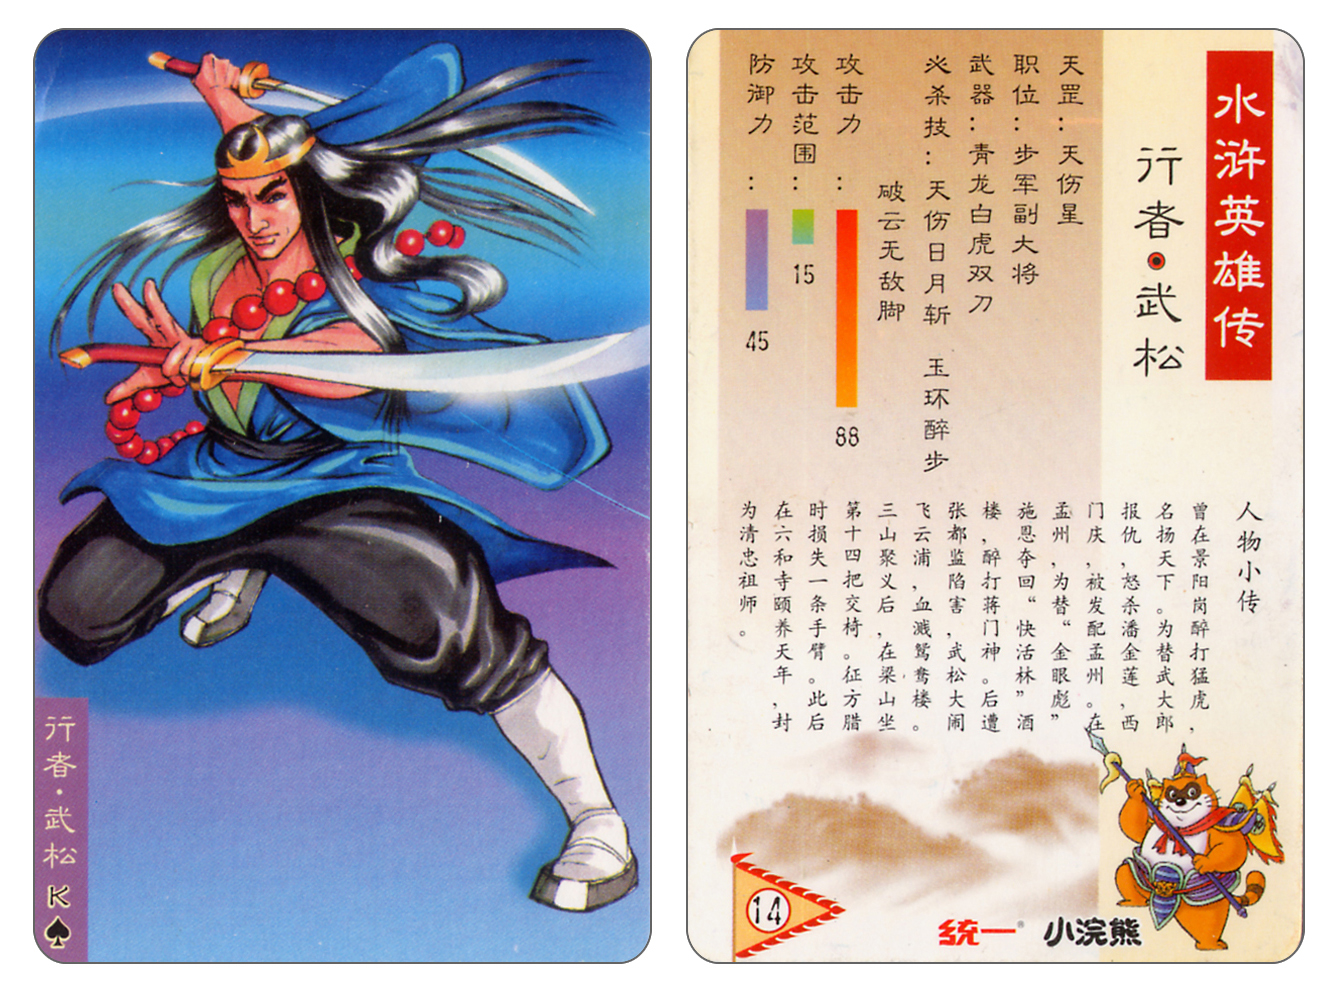 行者·武松
K
水浒英雄传
行者·武松
天罡：天伤星
职位：步军副大将
武器：青龙白虎双刀
必杀技：天伤日月斩 玉环醉步
破云无敌脚
攻击力：
88
攻击范围：
15
防御力：
45
人物小传
曾在景阳岗醉打猛虎，
名扬天下。为替武大郎
报仇，怒杀潘金莲、西
门庆，被发配孟州。在
孟州，为替“金眼彪”
施恩夺回“快活林”酒
楼，醉打蒋门神。后遭
张都监陷害，武松大闹
飞云浦，血溅鸳鸯楼。
三山聚义后，在梁山坐
第十四把交椅。征方腊
时损失一条手臂。此后
在六和寺颐养天年，封
为清忠祖师。
14
统一® 小浣熊